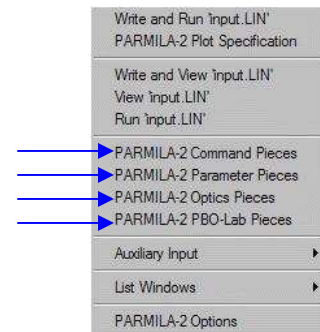 Write and Run 'input.LIN'
PARMILA-2 Plot Specification
Write and View 'input.LIN'
View 'input.LIN'
Run 'input.LIN'
PARMILA-2 Command Pieces
PARMILA-2 Parameter Pieces
PARMILA-2 Optics Pieces
PARMILA-2 PBO-Lab Pieces
Auxiliary Input
List Windows
PARMILA-2 Options